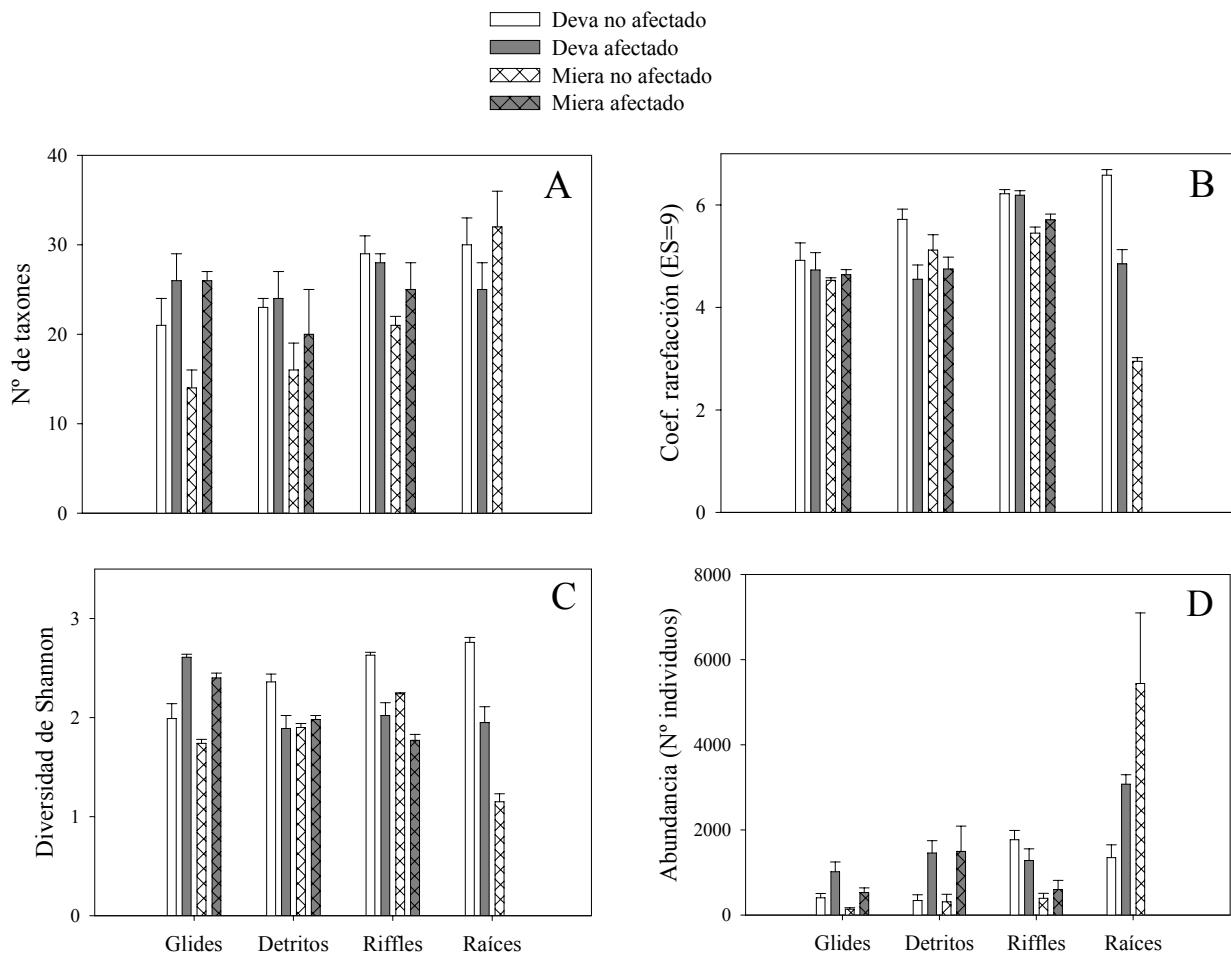 Deva no afectado
Deva afectado
Miera no afectado
Miera afectado
A
Nº de taxones
40
30
20
10
0
B
Coef. rarefacción (ES=9)
6
4
2
0
C
Diversidad de Shannon
3
2
1
0
Glides Detritos Riffles Raíces
D
Abundancia (Nº individuos)
8000
6000
4000
2000
0
Glides Detritos Riffles Raíces